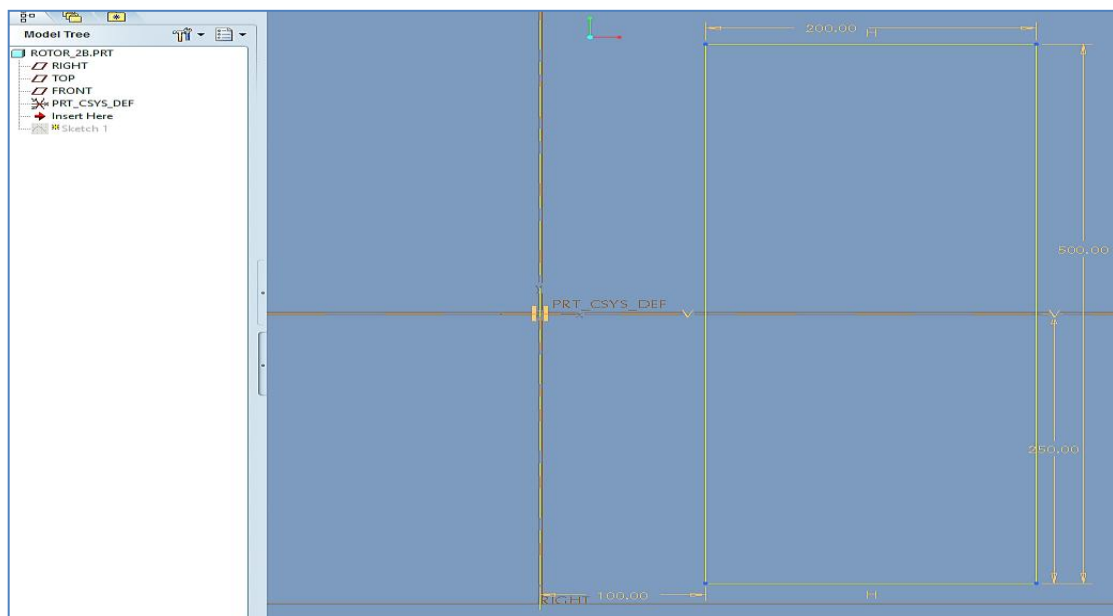 Model Tree
ROTOR_2B.PRT
RIGHT
TOP
FRONT
PRT_CSYS_DEF
Insert Here
Sketch 1
200.00
H
500.00
Y
PRT_CSYS_DEF
X
V
V
250.00
100.00
H
RIGHT